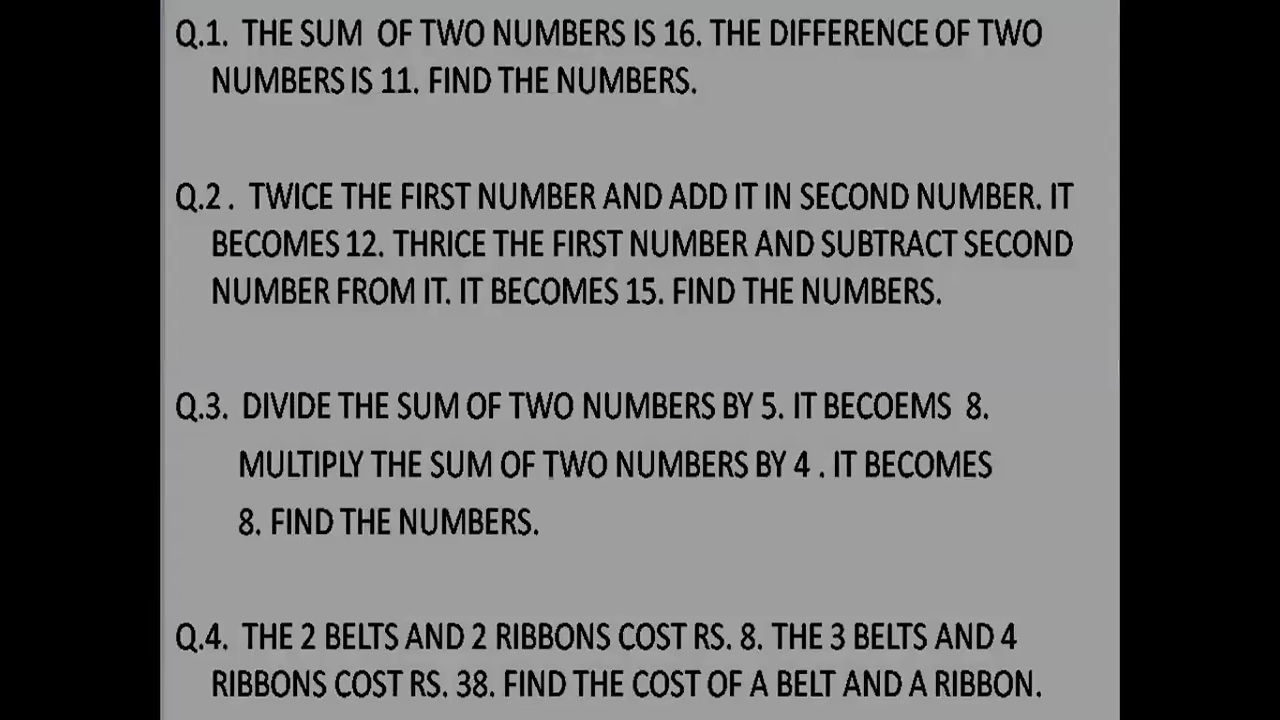 Q.1. THE SUM OF TWO NUMBERS IS 16. THE DIFFERENCE OF TWO
NUMBERS IS 11. FIND THE NUMBERS.
Q.2 . TWICE THE FIRST NUMBER AND ADD IT IN SECOND NUMBER. IT
BECOMES 12. THRICE THE FIRST NUMBER AND SUBTRACT SECOND
NUMBER FROM IT. IT BECOMES 15. FIND THE NUMBERS.
Q.3. DIVIDE THE SUM OF TWO NUMBERS BY 5. IT BECOEMS 8.
MULTIPLY THE SUM OF TWO NUMBERS BY 4 . IT BECOMES
8. FIND THE NUMBERS.
Q.4. THE 2 BELTS AND 2 RIBBONS COST RS. 8. THE 3 BELTS AND 4
RIBBONS COST RS. 38. FIND THE COST OF A BELT AND A RIBBON.